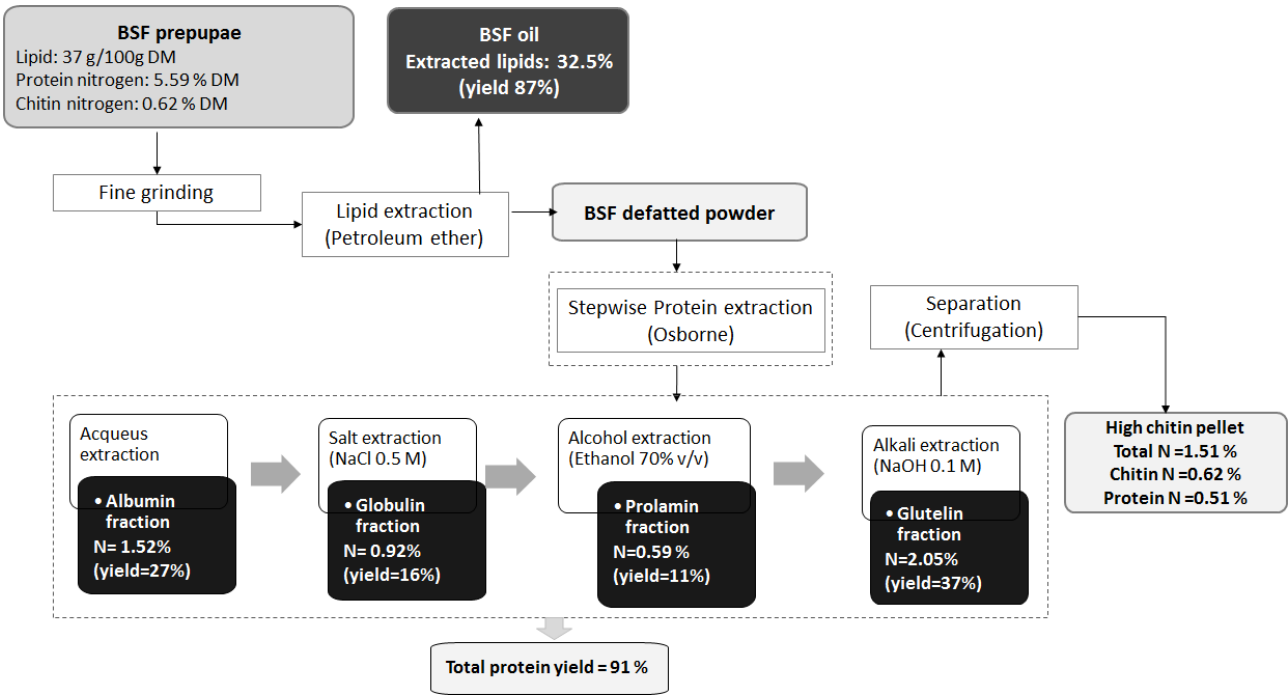 BSF prepupae
Lipid: 37 g/100g DM
Protein nitrogen: 5.59 % DM
Chitin nitrogen: 0.62 % DM
BSF oil
Extracted lipids: 32.5%
(yield 87%)
Fine grinding
Lipid extraction
(Petroleum ether)
BSF defatted powder
Stepwise Protein extraction
(Osborne)
Separation
(Centrifugation)
Acqueus
extraction
• Albumin
fraction
N= 1.52%
(yield=27%)
Salt extraction
(NaCl 0.5 M)
• Globulin
fraction
N= 0.92%
(yield=16%)
Alcohol extraction
(Ethanol 70% v/v)
• Prolamin
fraction
N=0.59 %
(yield=11%)
Alkali extraction
(NaOH 0.1 M)
• Glutelin
fraction
N=2.05%
(yield=37%)
High chitin pellet
Total N =1.51 %
Chitin N =0.62 %
Protein N =0.51 %
Total protein yield = 91 %